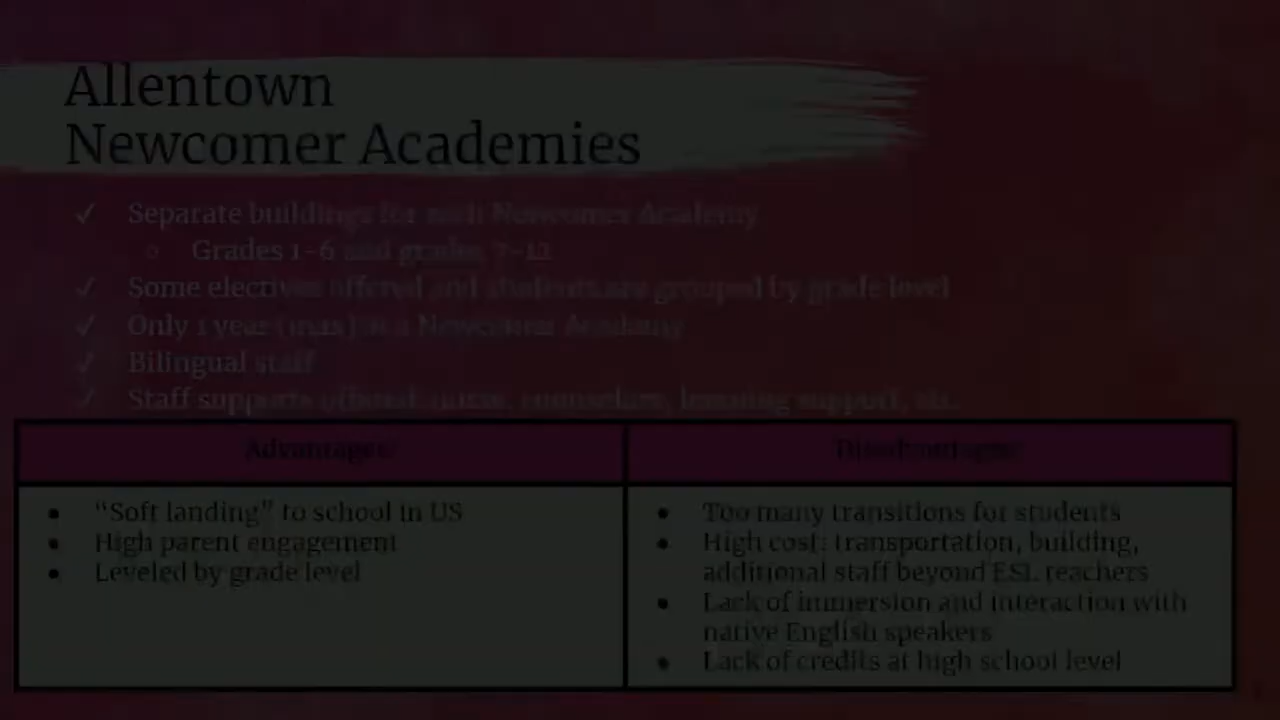 Allentown
Newcomer Academies
✓ Separate buildings for each Newcomer Academy
○ Grades 1-6 and grades 7-12
✓ Some electives offered and students are grouped by grade level
✓ Only 1 year (max) in a Newcomer Academy
✓ Bilingual staff
✓ Staff supports offered: nurse, counselors, learning support, etc.
Advantages
Disadvantages
● “Soft landing” to school in US
● High parent engagement
● Leveled by grade level
● Too many transitions for students
● High cost: transportation, building,
additional staff beyond ESL teachers
● Lack of immersion and interaction with
native English speakers
● Lack of credits at high school level